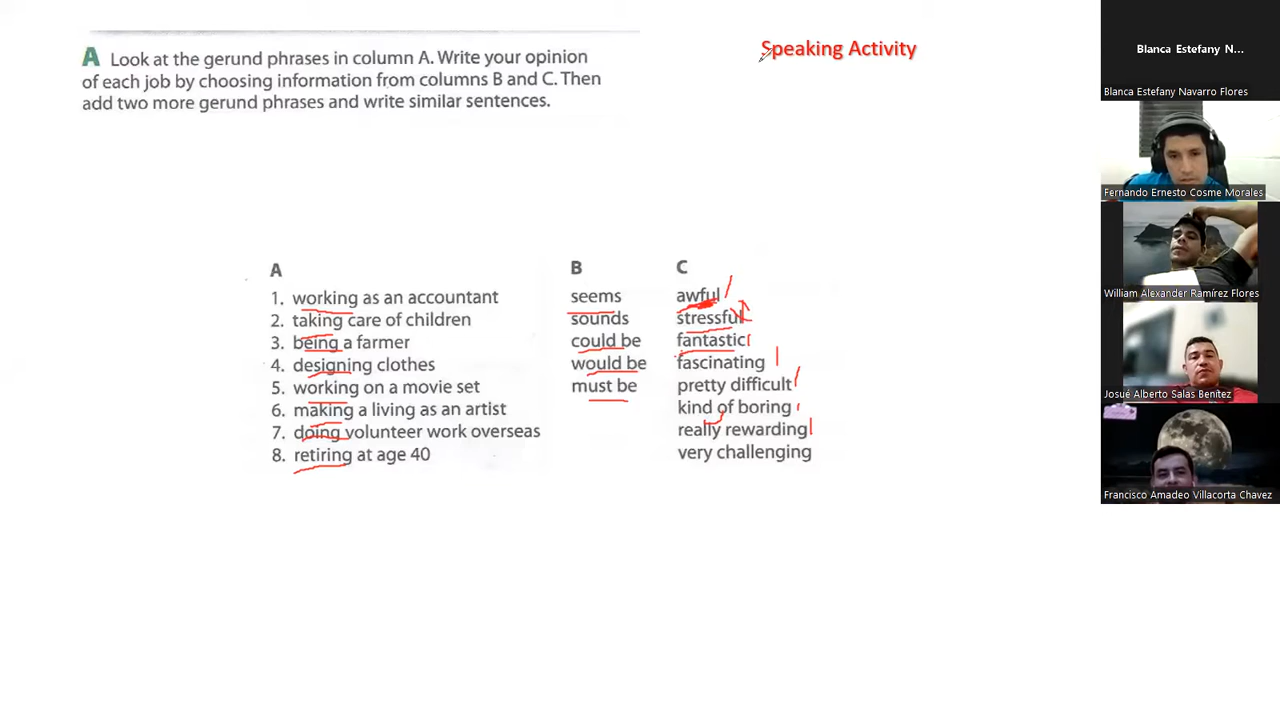 Speaking Activity
A Look at the gerund phrases in column A. Write your opinion
of each job by choosing information from columns B and C. Then
add two more gerund phrases and write similar sentences.
A
1. working as an accountant
2. taking care of children
3. being a farmer
4. designing clothes
5. working on a movie set
6. making a living as an artist
7. doing volunteer work overseas
8. retiring at age 40
B
seems
sounds
could be
would be
must be
C
awful
stressful
fantastic
fascinating
pretty difficult
kind of boring
really rewarding
very challenging
Blanca Estefany N...
Blanca Estefany Navarro Flores
Fernando Ernesto Cosme Morales
William Alexander Ramírez Flores
Josué Alberto Salas Benítez
Francisco Amadeo Villacorta Chavez